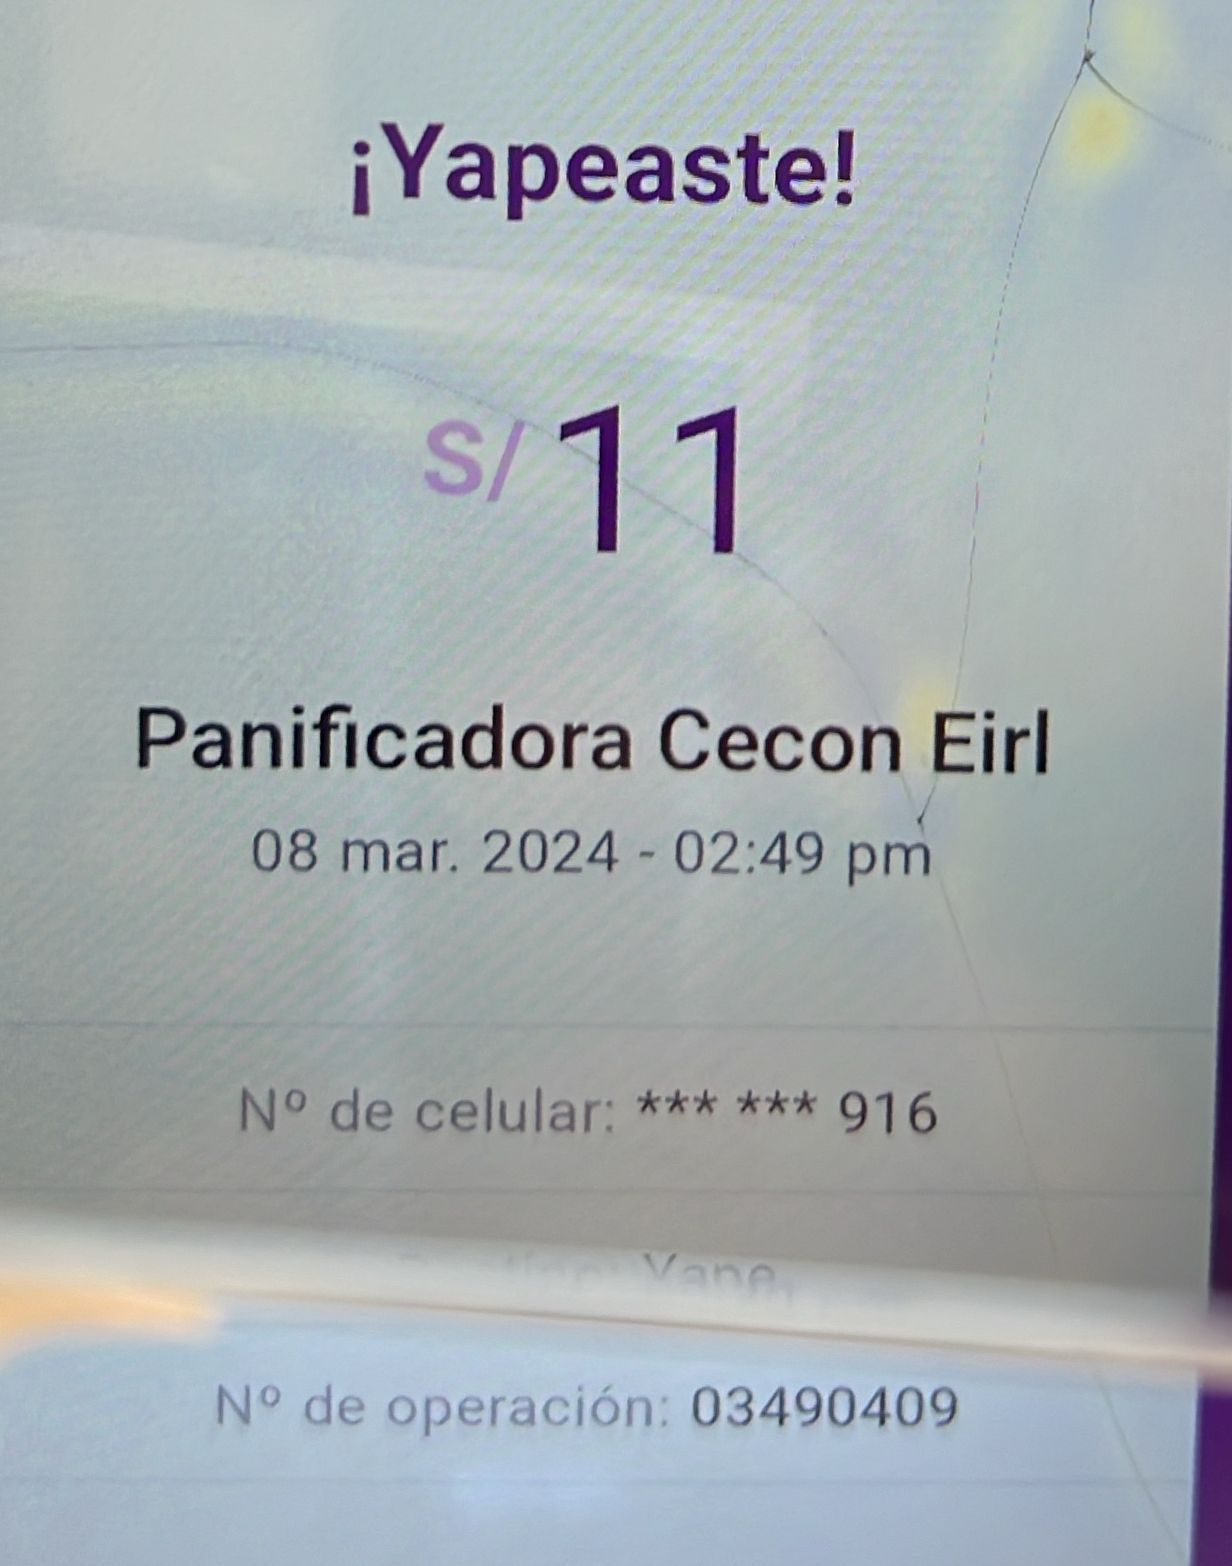 ¡Yapeaste!
S/ 11
Panificadora Cecon Eirl
08 mar. 2024 - 02:49 pm
Nº de celular: *** *** 916
Yape.
Nº de operación: 03490409